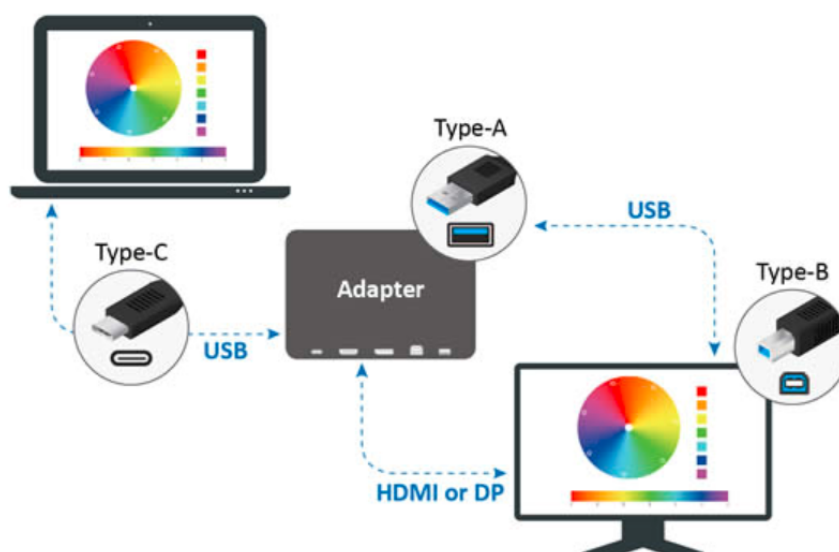 Type-A
USB
Type-C
Type-B
Adapter
USB
HDMI or DP